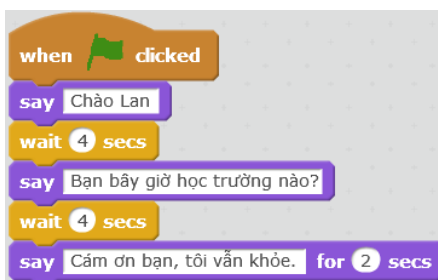 when clicked
say Chào Lan
wait 4 secs
say Bạn bây giờ học trường nào?
wait 4 secs
say Cám ơn bạn, tôi vẫn khỏe. for 2 secs